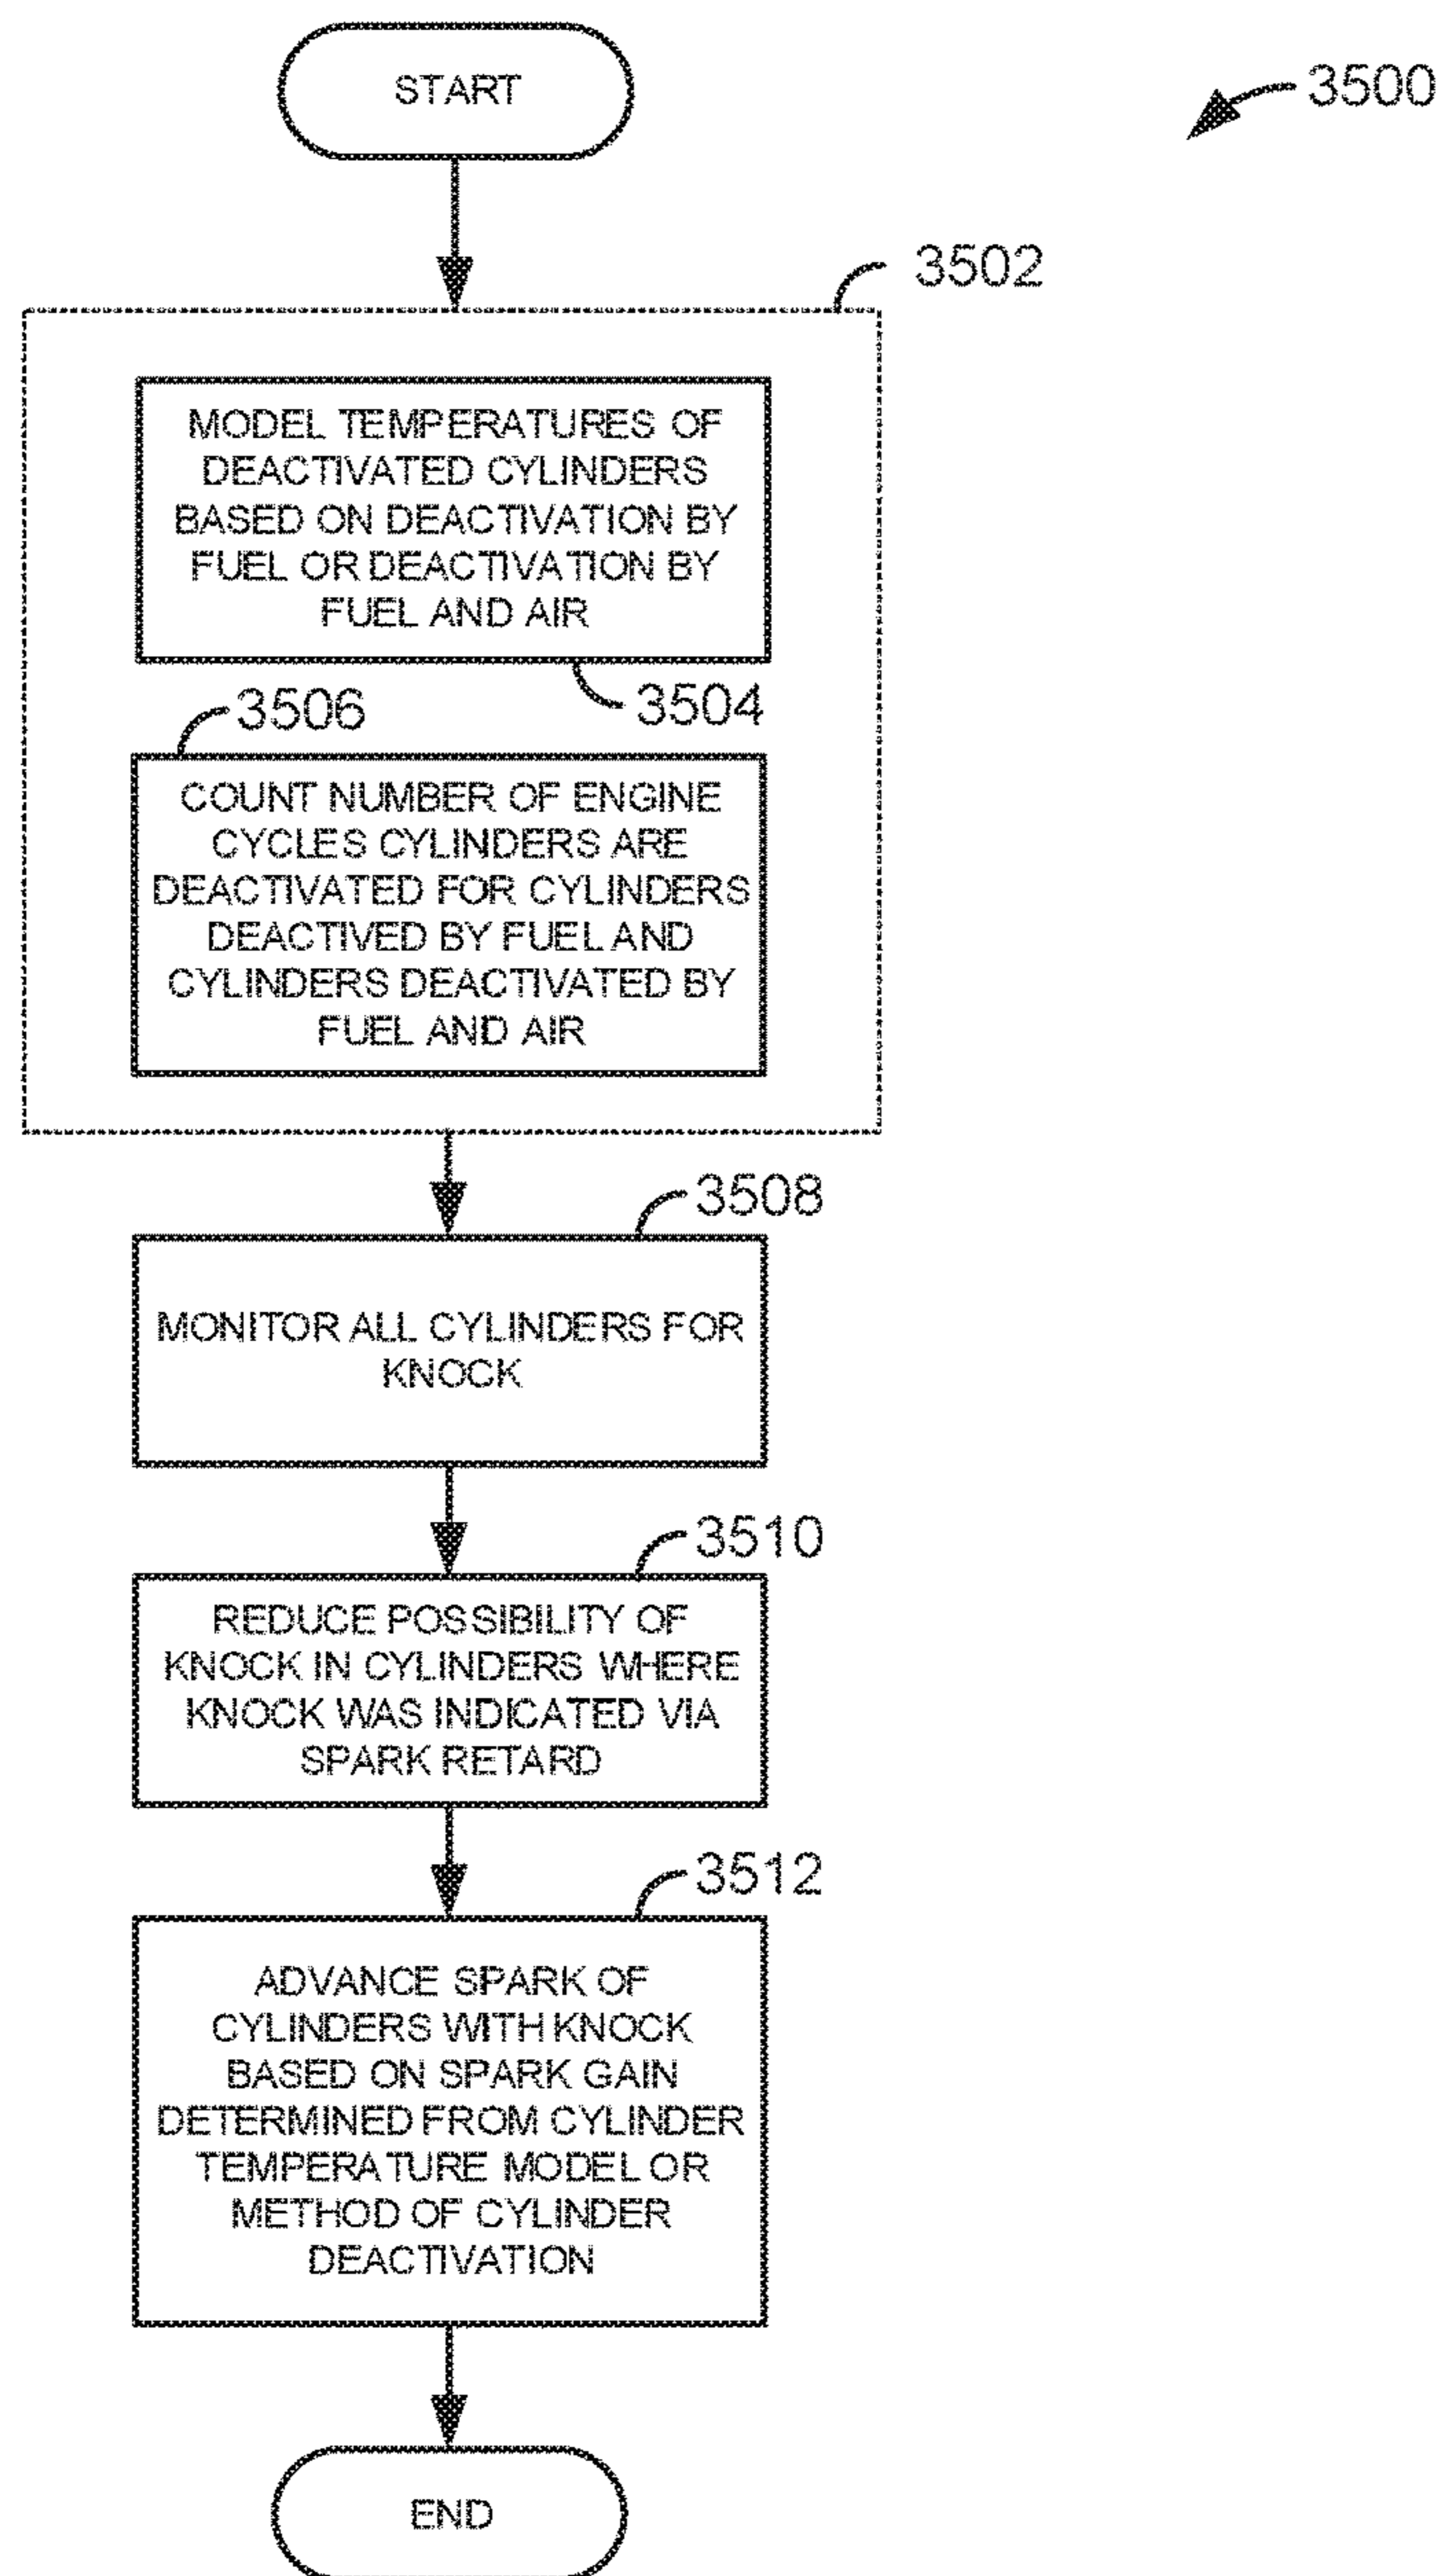 START
3500
3502
MODEL TEMPERATURES OF
DEACTIVATED CYLINDERS
BASED ON DEACTIVATION BY
FUEL OR DEACTIVATION BY
FUEL AND AIR
3504
3506
COUNT NUMBER OF ENGINE
CYCLES CYLINDERS ARE
DEACTIVATED FOR CYLINDERS
DEACTIVED BY FUEL AND
CYLINDERS DEACTIVATED BY
FUEL AND AIR
3508
MONITOR ALL CYLINDERS FOR
KNOCK
3510
REDUCE POSSIBILITY OF
KNOCK IN CYLINDERS WHERE
KNOCK WAS INDICATED VIA
SPARK RETARD
3512
ADVANCE SPARK OF
CYLINDERS WITH KNOCK
BASED ON SPARK GAIN
DETERMINED FROM CYLINDER
TEMPERATURE MODEL OR
METHOD OF CYLINDER
DEACTIVATION
END